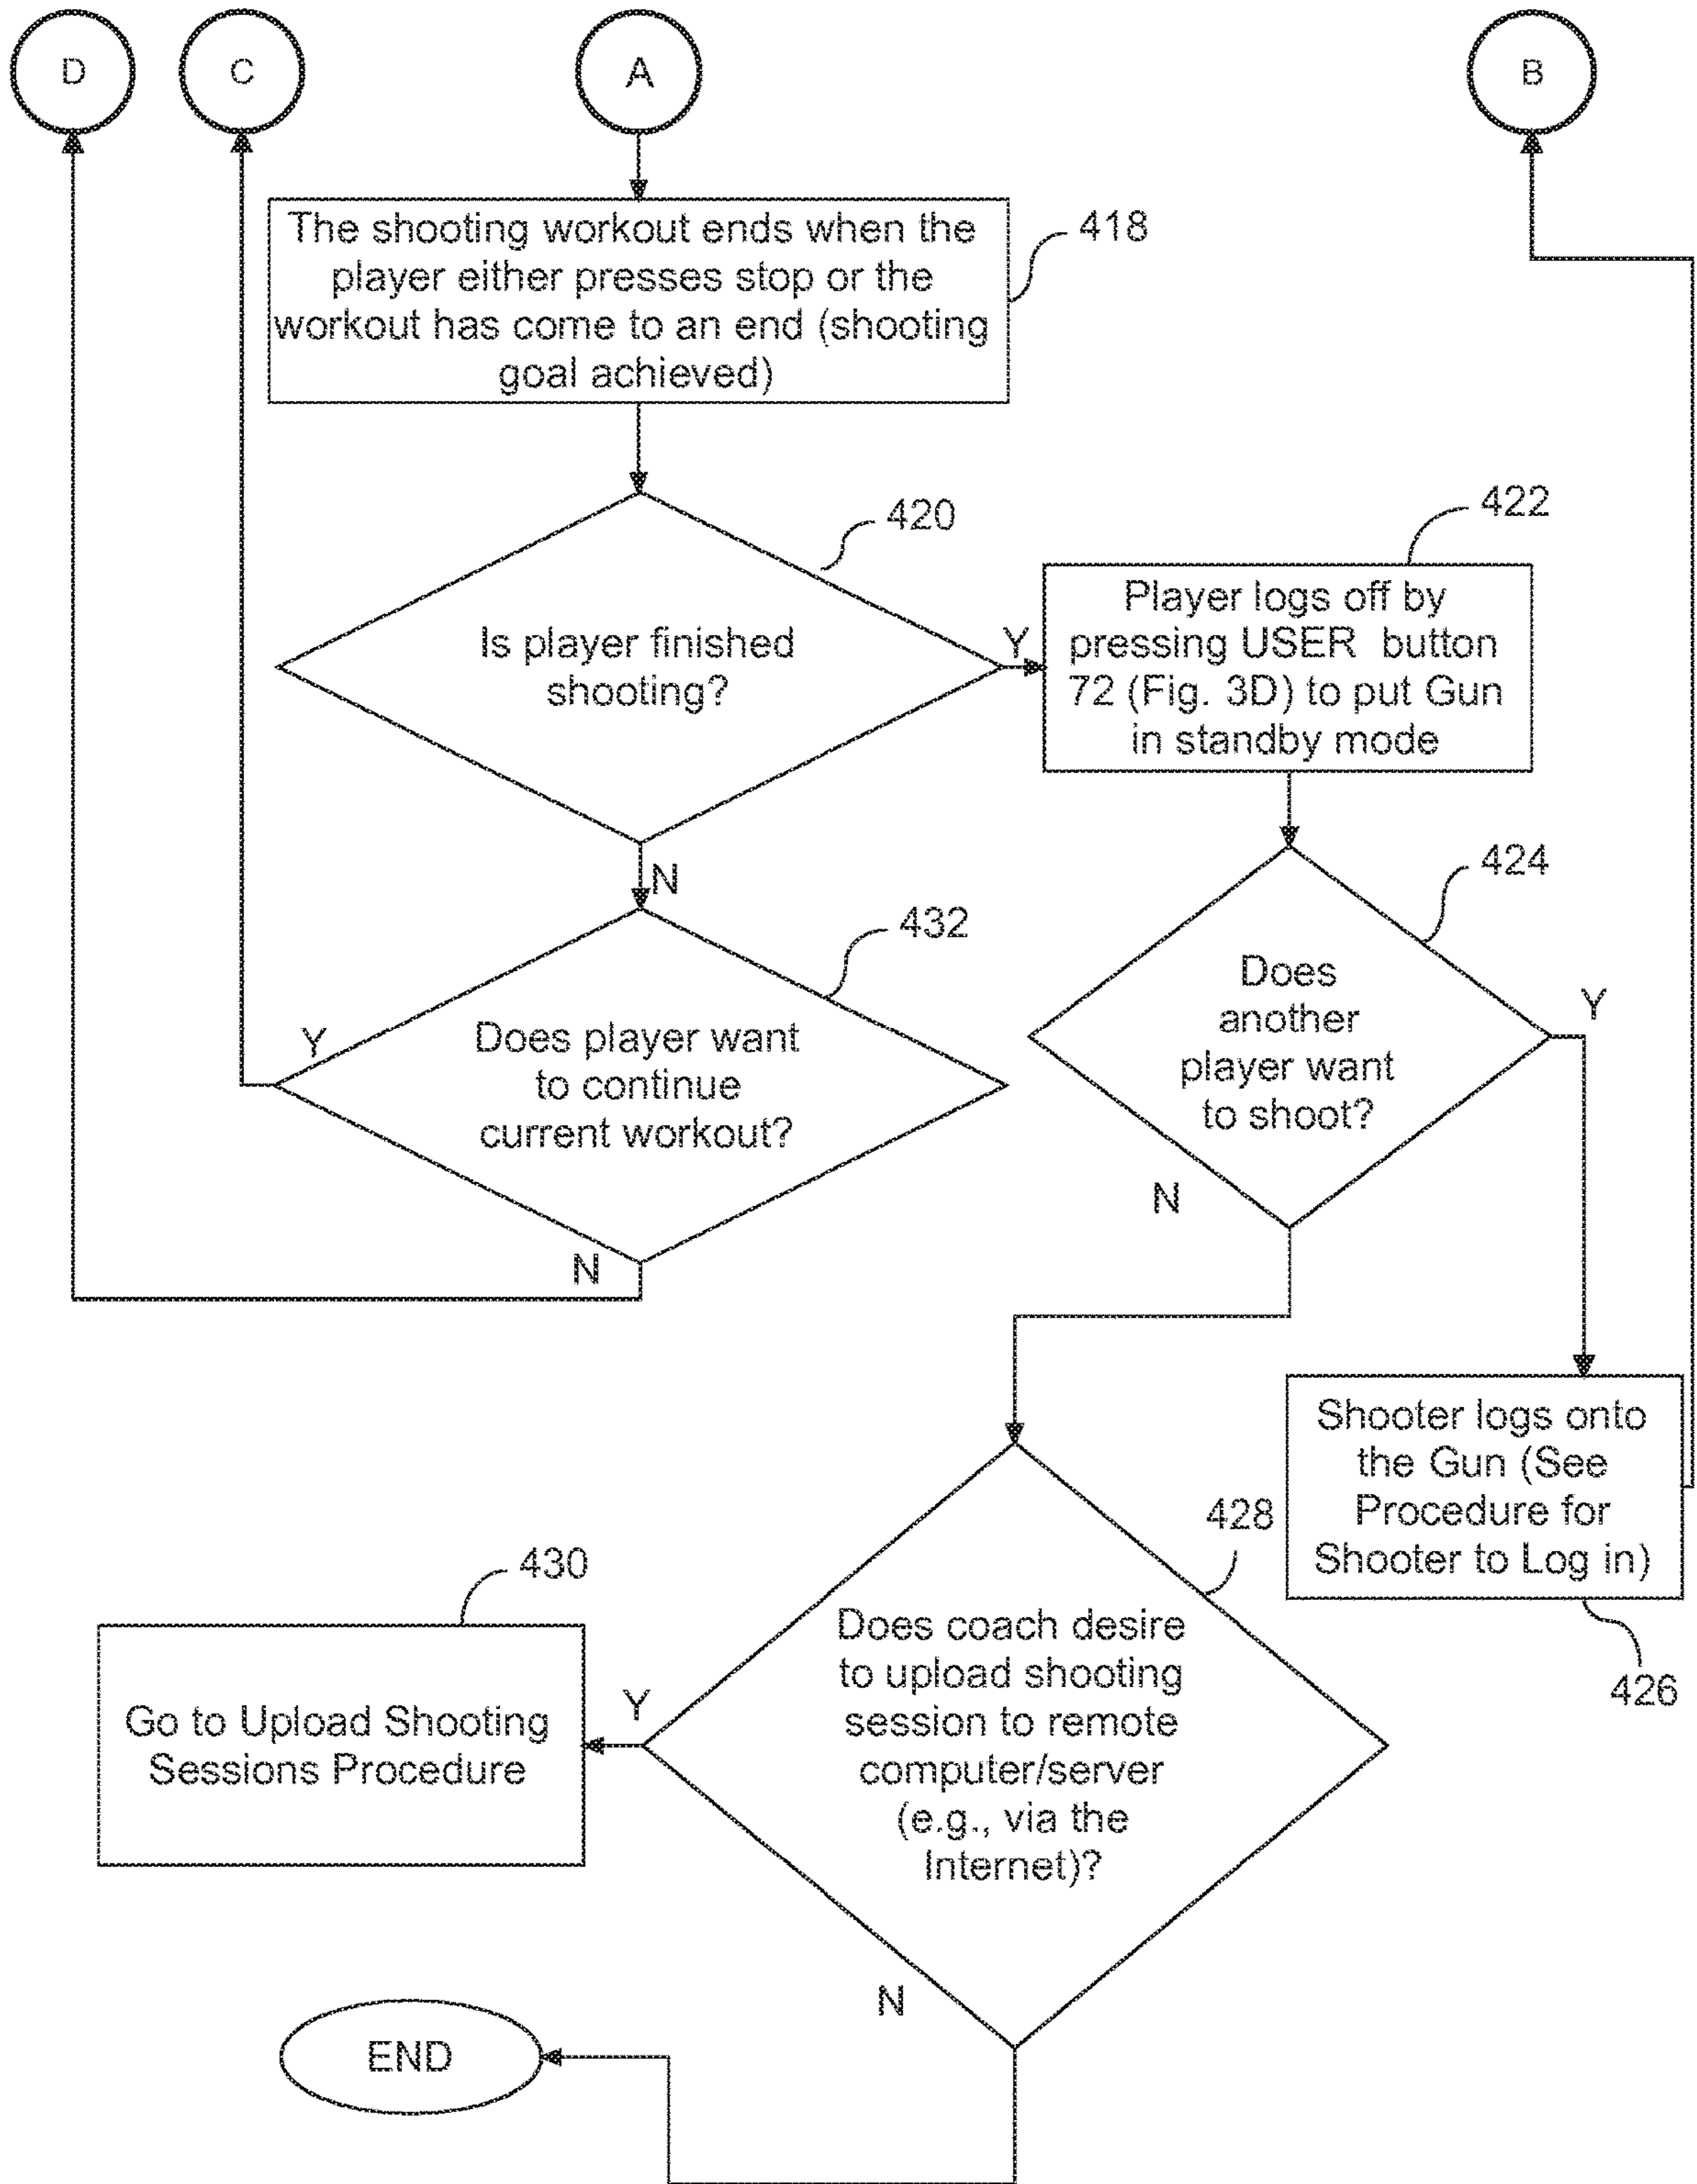 D
C
A
B
The shooting workout ends when the
player either presses stop or the
workout has come to an end (shooting
goal achieved)
418
420
Is player finished
shooting?
Y
N
422
Player logs off by
pressing USER button
72 (Fig. 3D) to put Gun
in standby mode
432
Does player want
to continue
current workout?
Y
N
424
Does
another
player want
to shoot?
Y
N
Shooter logs onto
the Gun (See
Procedure for
Shooter to Log in)
426
428
Does coach desire
to upload shooting
session to remote
computer/server
(e.g., via the
Internet)?
Y
N
430
Go to Upload Shooting
Sessions Procedure
END